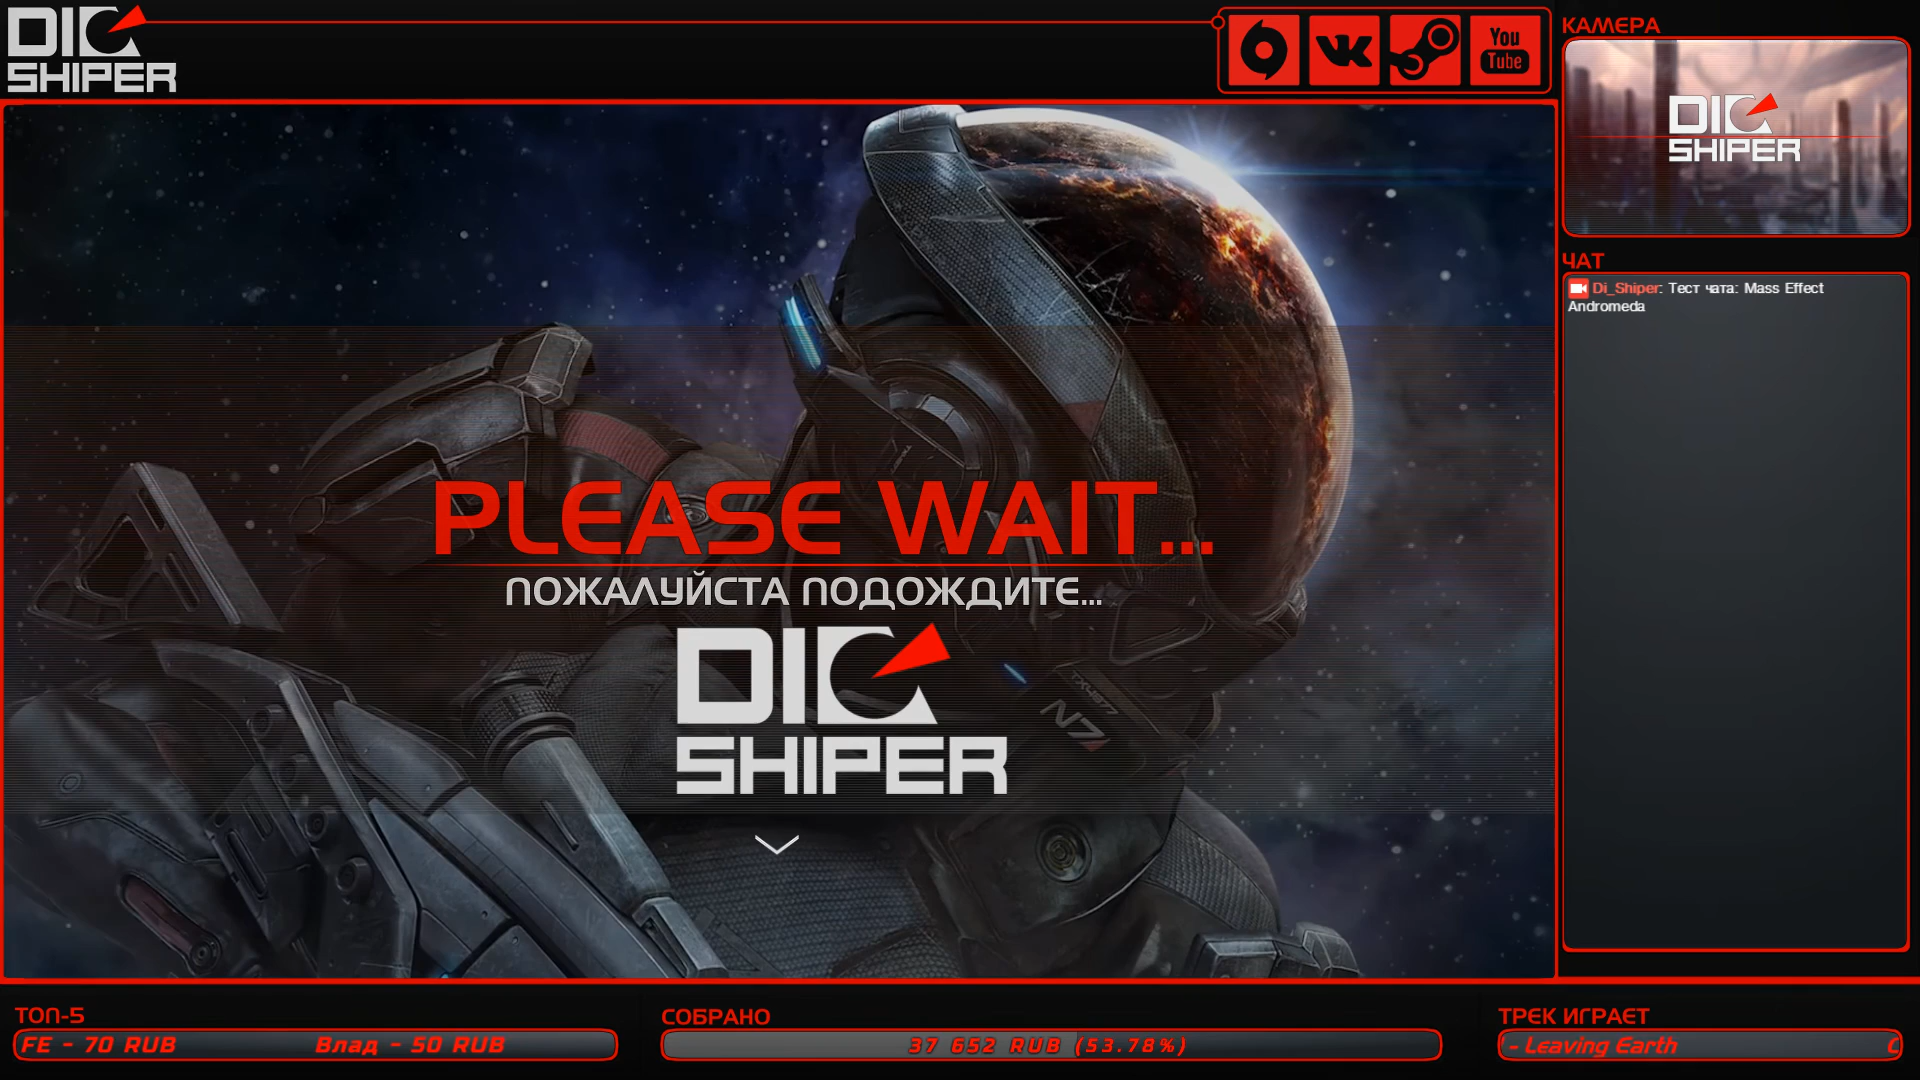 DI
SHIPER
You
Tube
КАМЕРА
DI
SHIPER
ЧАТ
Di_Shiper: Тест чата: Mass Effect
Andromeda
PLEASE WAIT...
ПОЖАЛУЙСТА ПОДОЖДИТЕ...
DI
SHIPER
N7
ТОП-5
FE - 70 RUB Влад - 50 RUB
СОБРАНО
37 652 RUB (53.78%)
ТРЕК ИГРАЕТ
- Leaving Earth